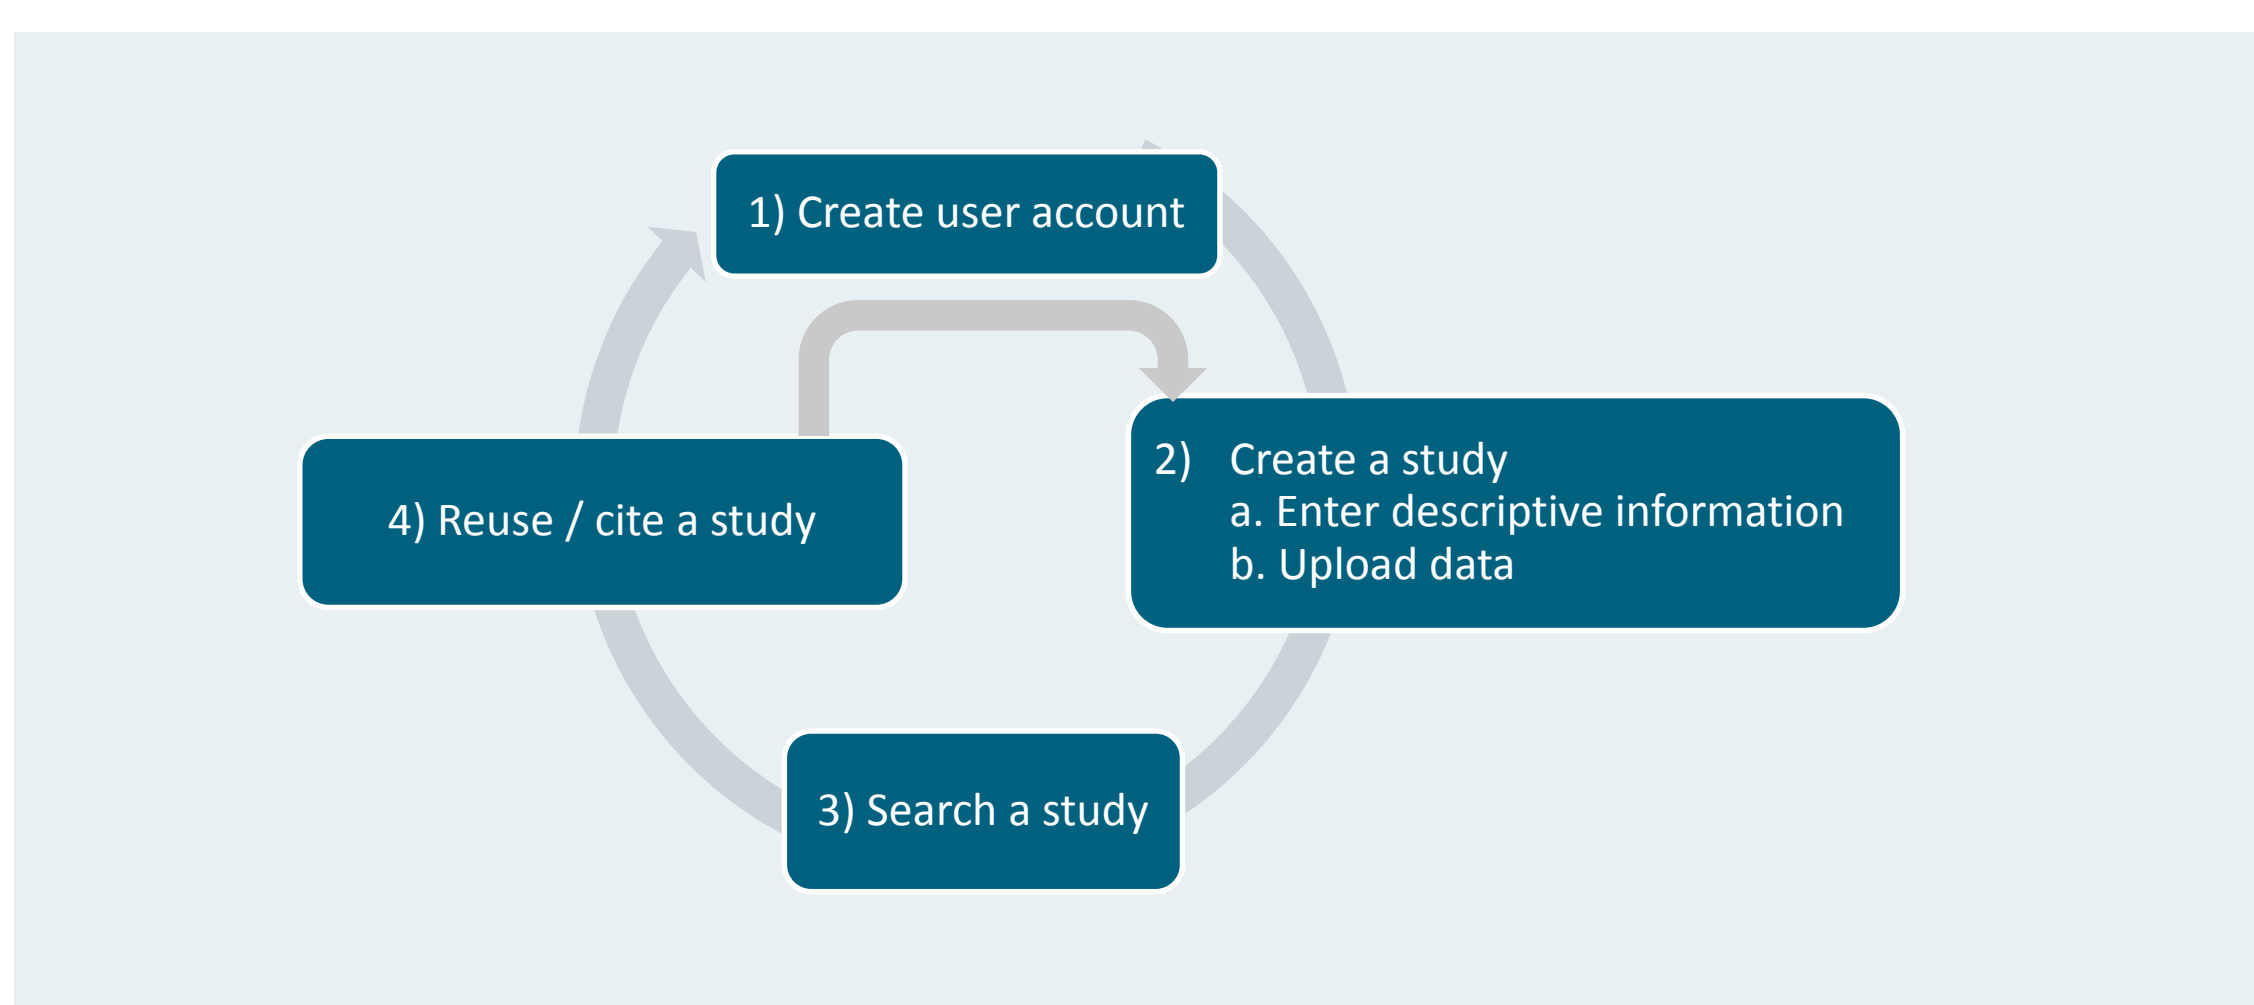 1) Create user account
2) Create a study
a. Enter descriptive information
b. Upload data
3) Search a study
4) Reuse / cite a study